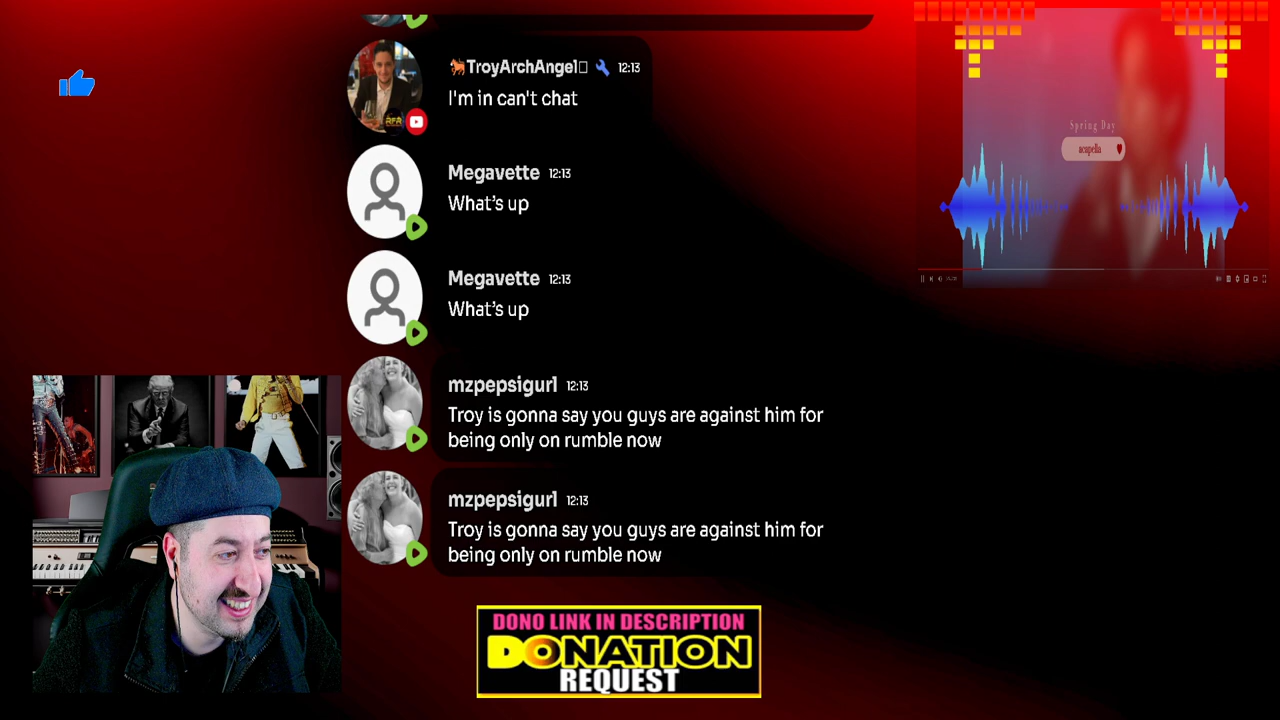 TroyArchAngel 12:13
I'm in can't chat
Megavette 12:13
What's up
Megavette 12:13
What's up
mzpepsigurl 12:13
Troy is gonna say you guys are against him for
being only on rumble now
mzpepsigurl 12:13
Troy is gonna say you guys are against him for
being only on rumble now
Spring Day
acapella
DONO LINK IN DESCRIPTION
DONATION
REQUEST